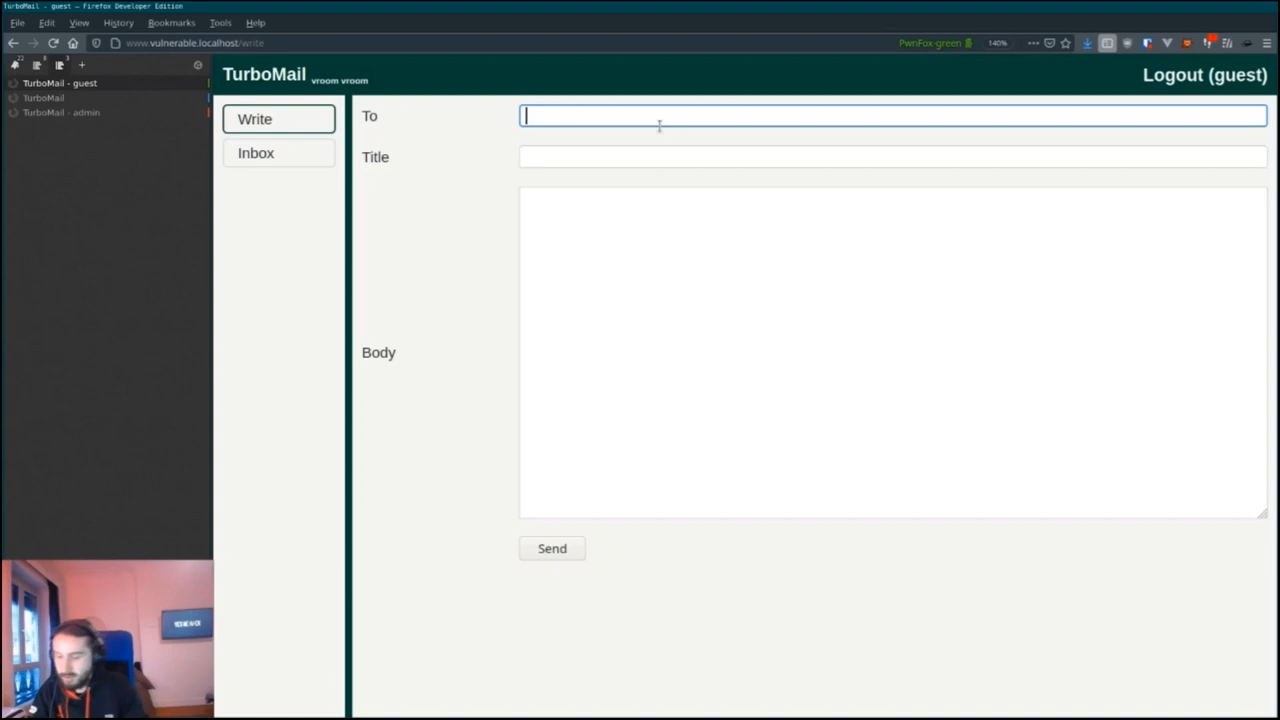 TurboMail - guest — Firefox Developer Edition
File Edit View History Bookmarks Tools Help
www.vulnerable.localhost/write PwnFox-green 140%
TurboMail - guest
TurboMail
TurboMail - admin
TurboMail vroom vroom Logout (guest)
Write
Inbox
To
Title
Body
Send